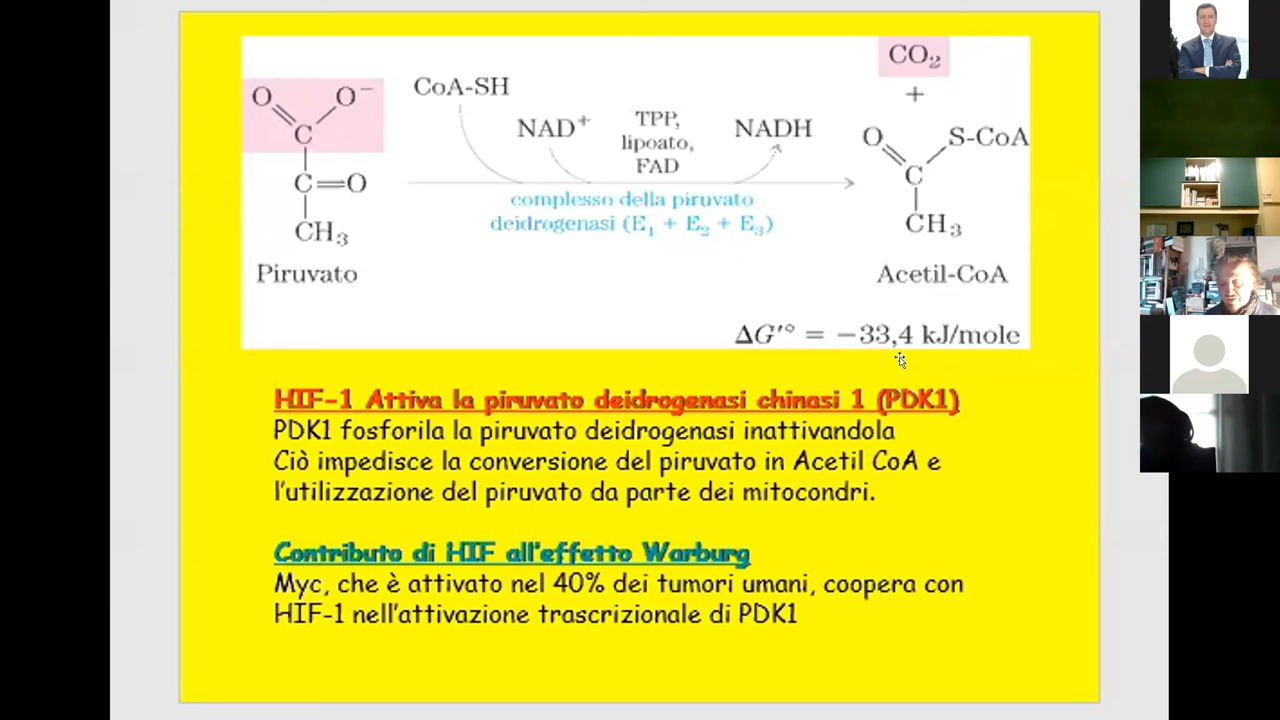 CO₂
+
CoA-SH
O O⁻
NAD⁺
TPP,
lipoato,
FAD
NADH
O S-CoA
C
C
C=O
complesso della piruvato
deidrogenasi (E₁ + E₂ + E₃)
CH₃
CH₃
Piruvato
Acetil-CoA
ΔG′° = −33,4 kJ/mole
HIF-1 Attiva la piruvato deidrogenasi chinasi 1 (PDK1)
PDK1 fosforila la piruvato deidrogenasi inattivandola
Ciò impedisce la conversione del piruvato in Acetil CoA e
l'utilizzazione del piruvato da parte dei mitocondri.
Contributo di HIF all'effetto Warburg
Myc, che è attivato nel 40% dei tumori umani, coopera con
HIF-1 nell'attivazione trascrizionale di PDK1